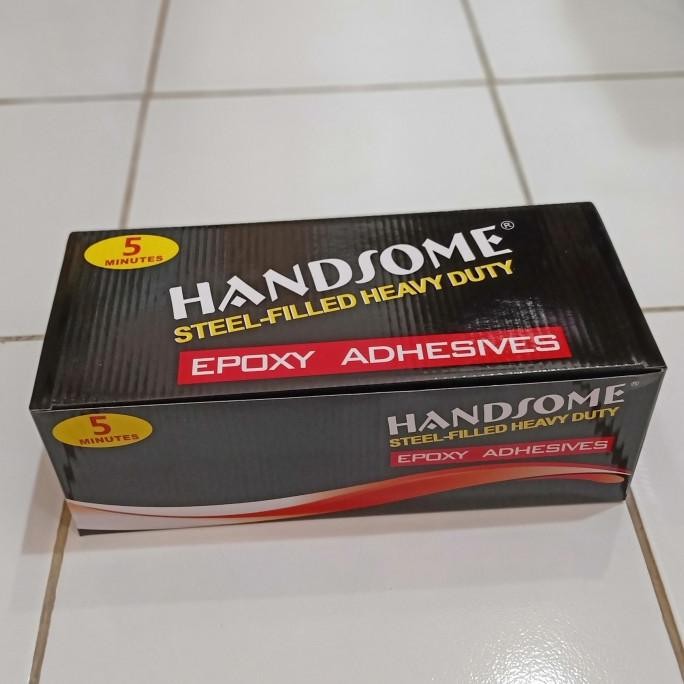 5
MINUTES
HANDSOME®
STEEL-FILLED HEAVY DUTY
EPOXY ADHESIVES
5
MINUTES
HANDSOME®
STEEL-FILLED HEAVY DUTY
EPOXY ADHESIVES